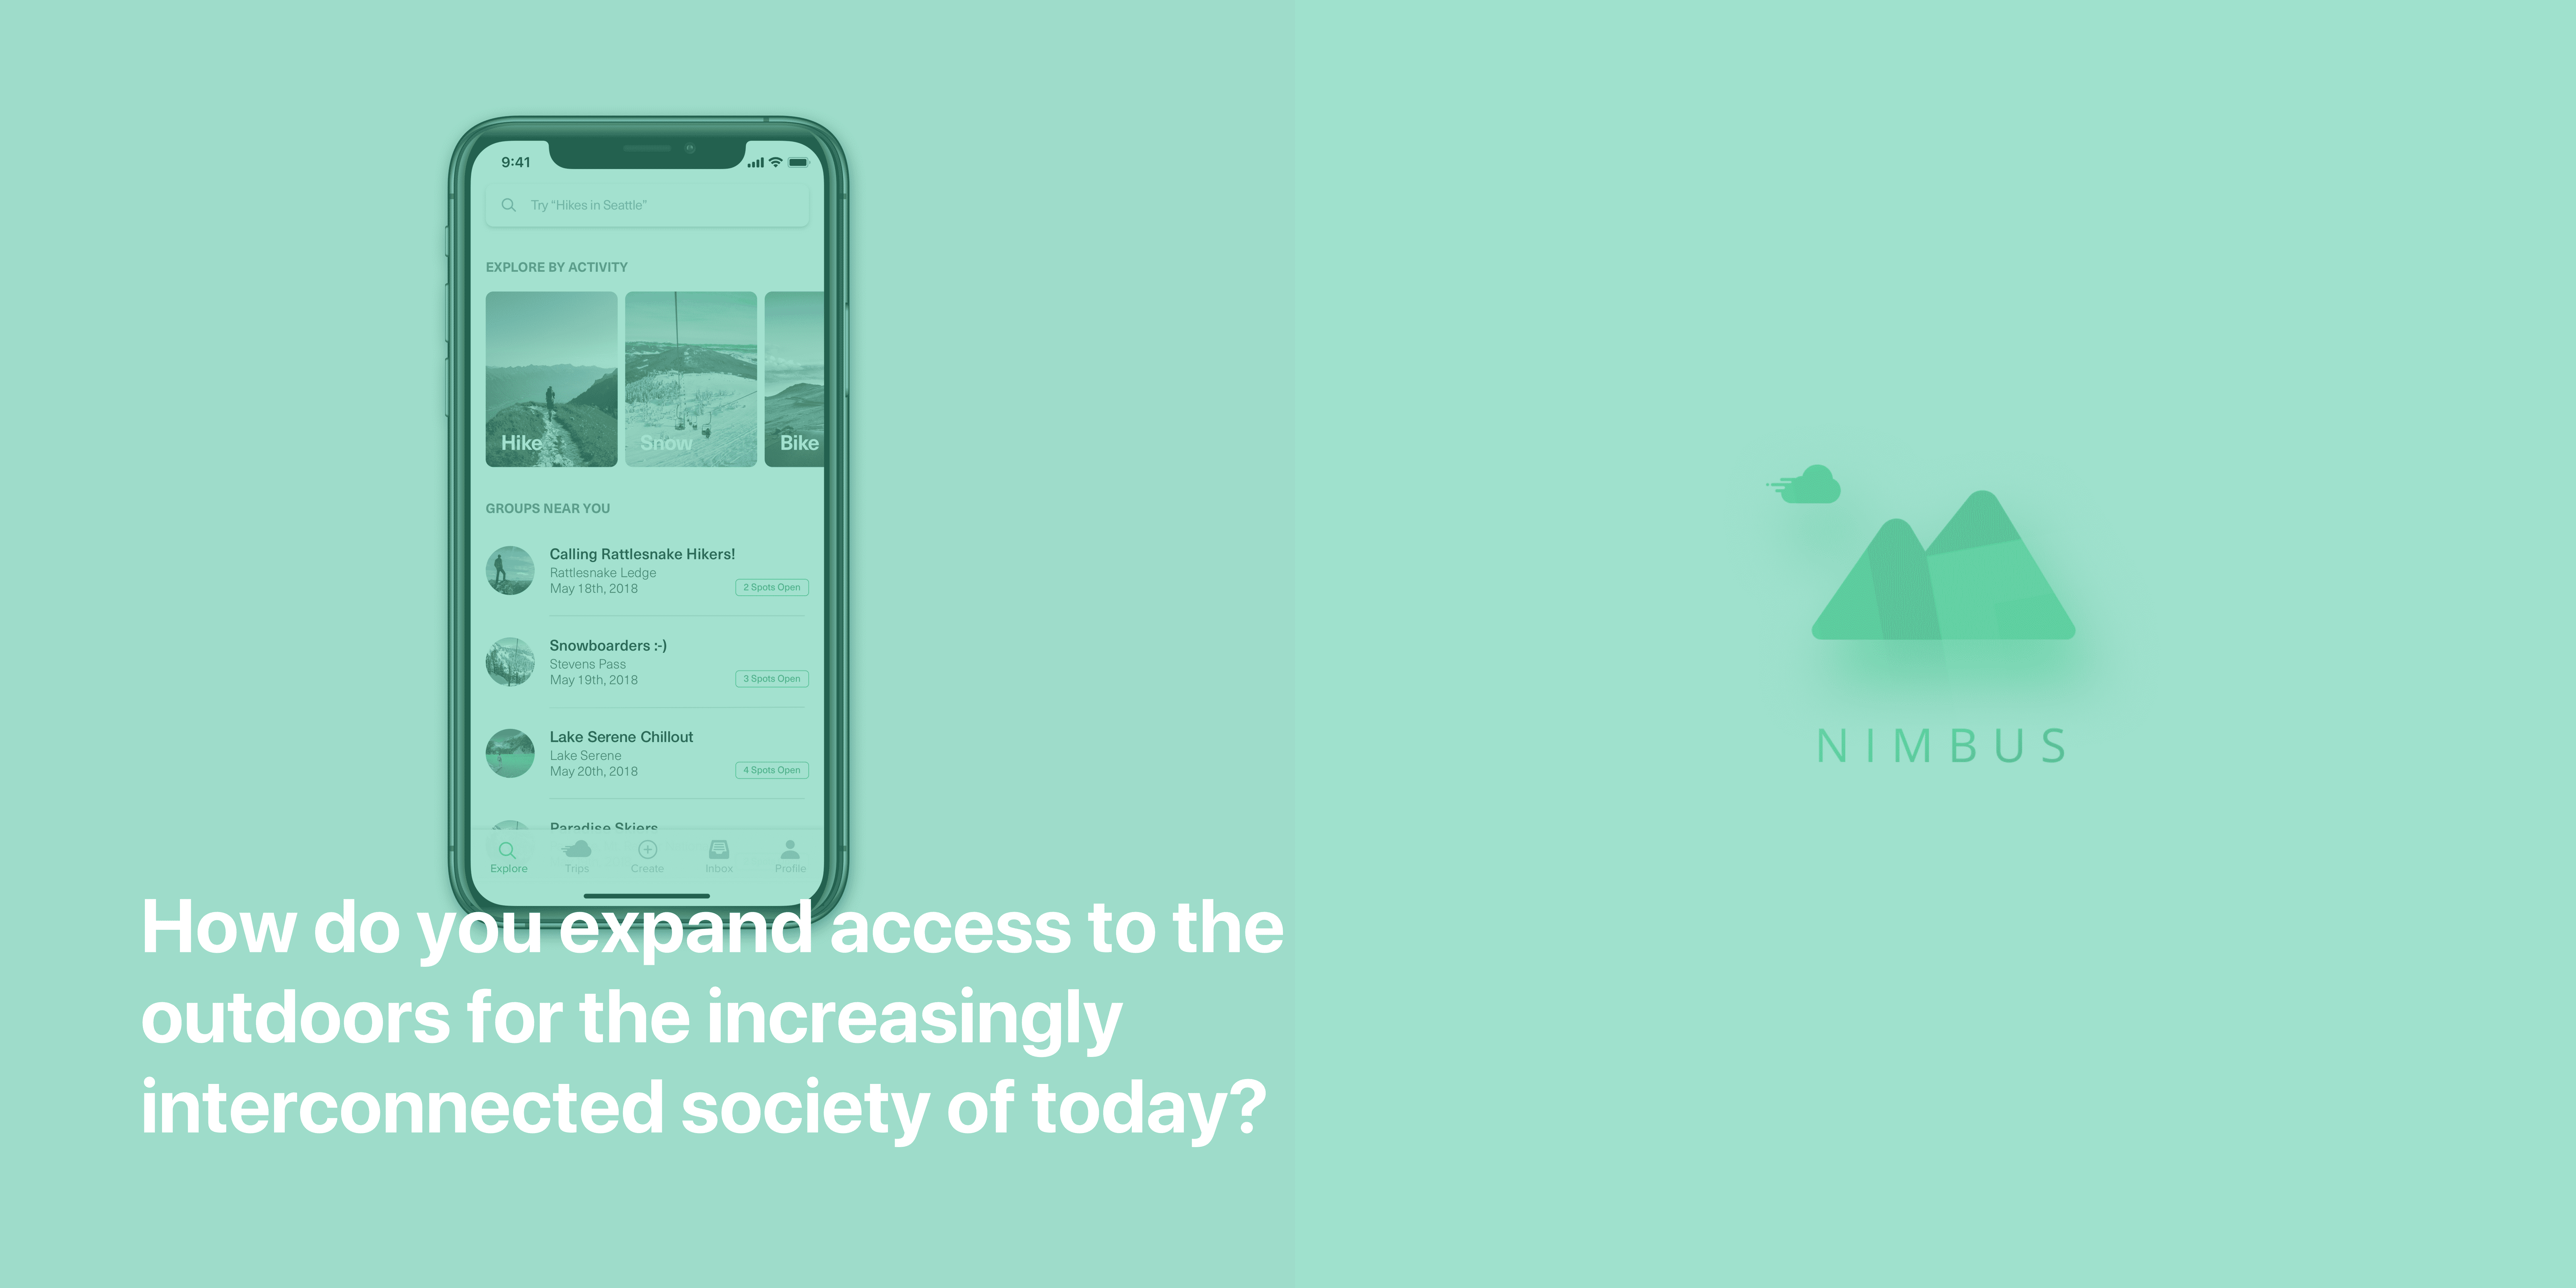 9:41
Try “Hikes in Seattle”
EXPLORE BY ACTIVITY
Hike
Snow
Bike
GROUPS NEAR YOU
Calling Rattlesnake Hikers!
Rattlesnake Ledge
May 18th, 2018
2 Spots Open
Snowboarders :-)
Stevens Pass
May 19th, 2018
3 Spots Open
Lake Serene Chillout
Lake Serene
May 20th, 2018
4 Spots Open
Paradise Skiers
Explore
Trips
Create
Inbox
Profile
How do you expand access to the
outdoors for the increasingly
interconnected society of today?
NIMBUS